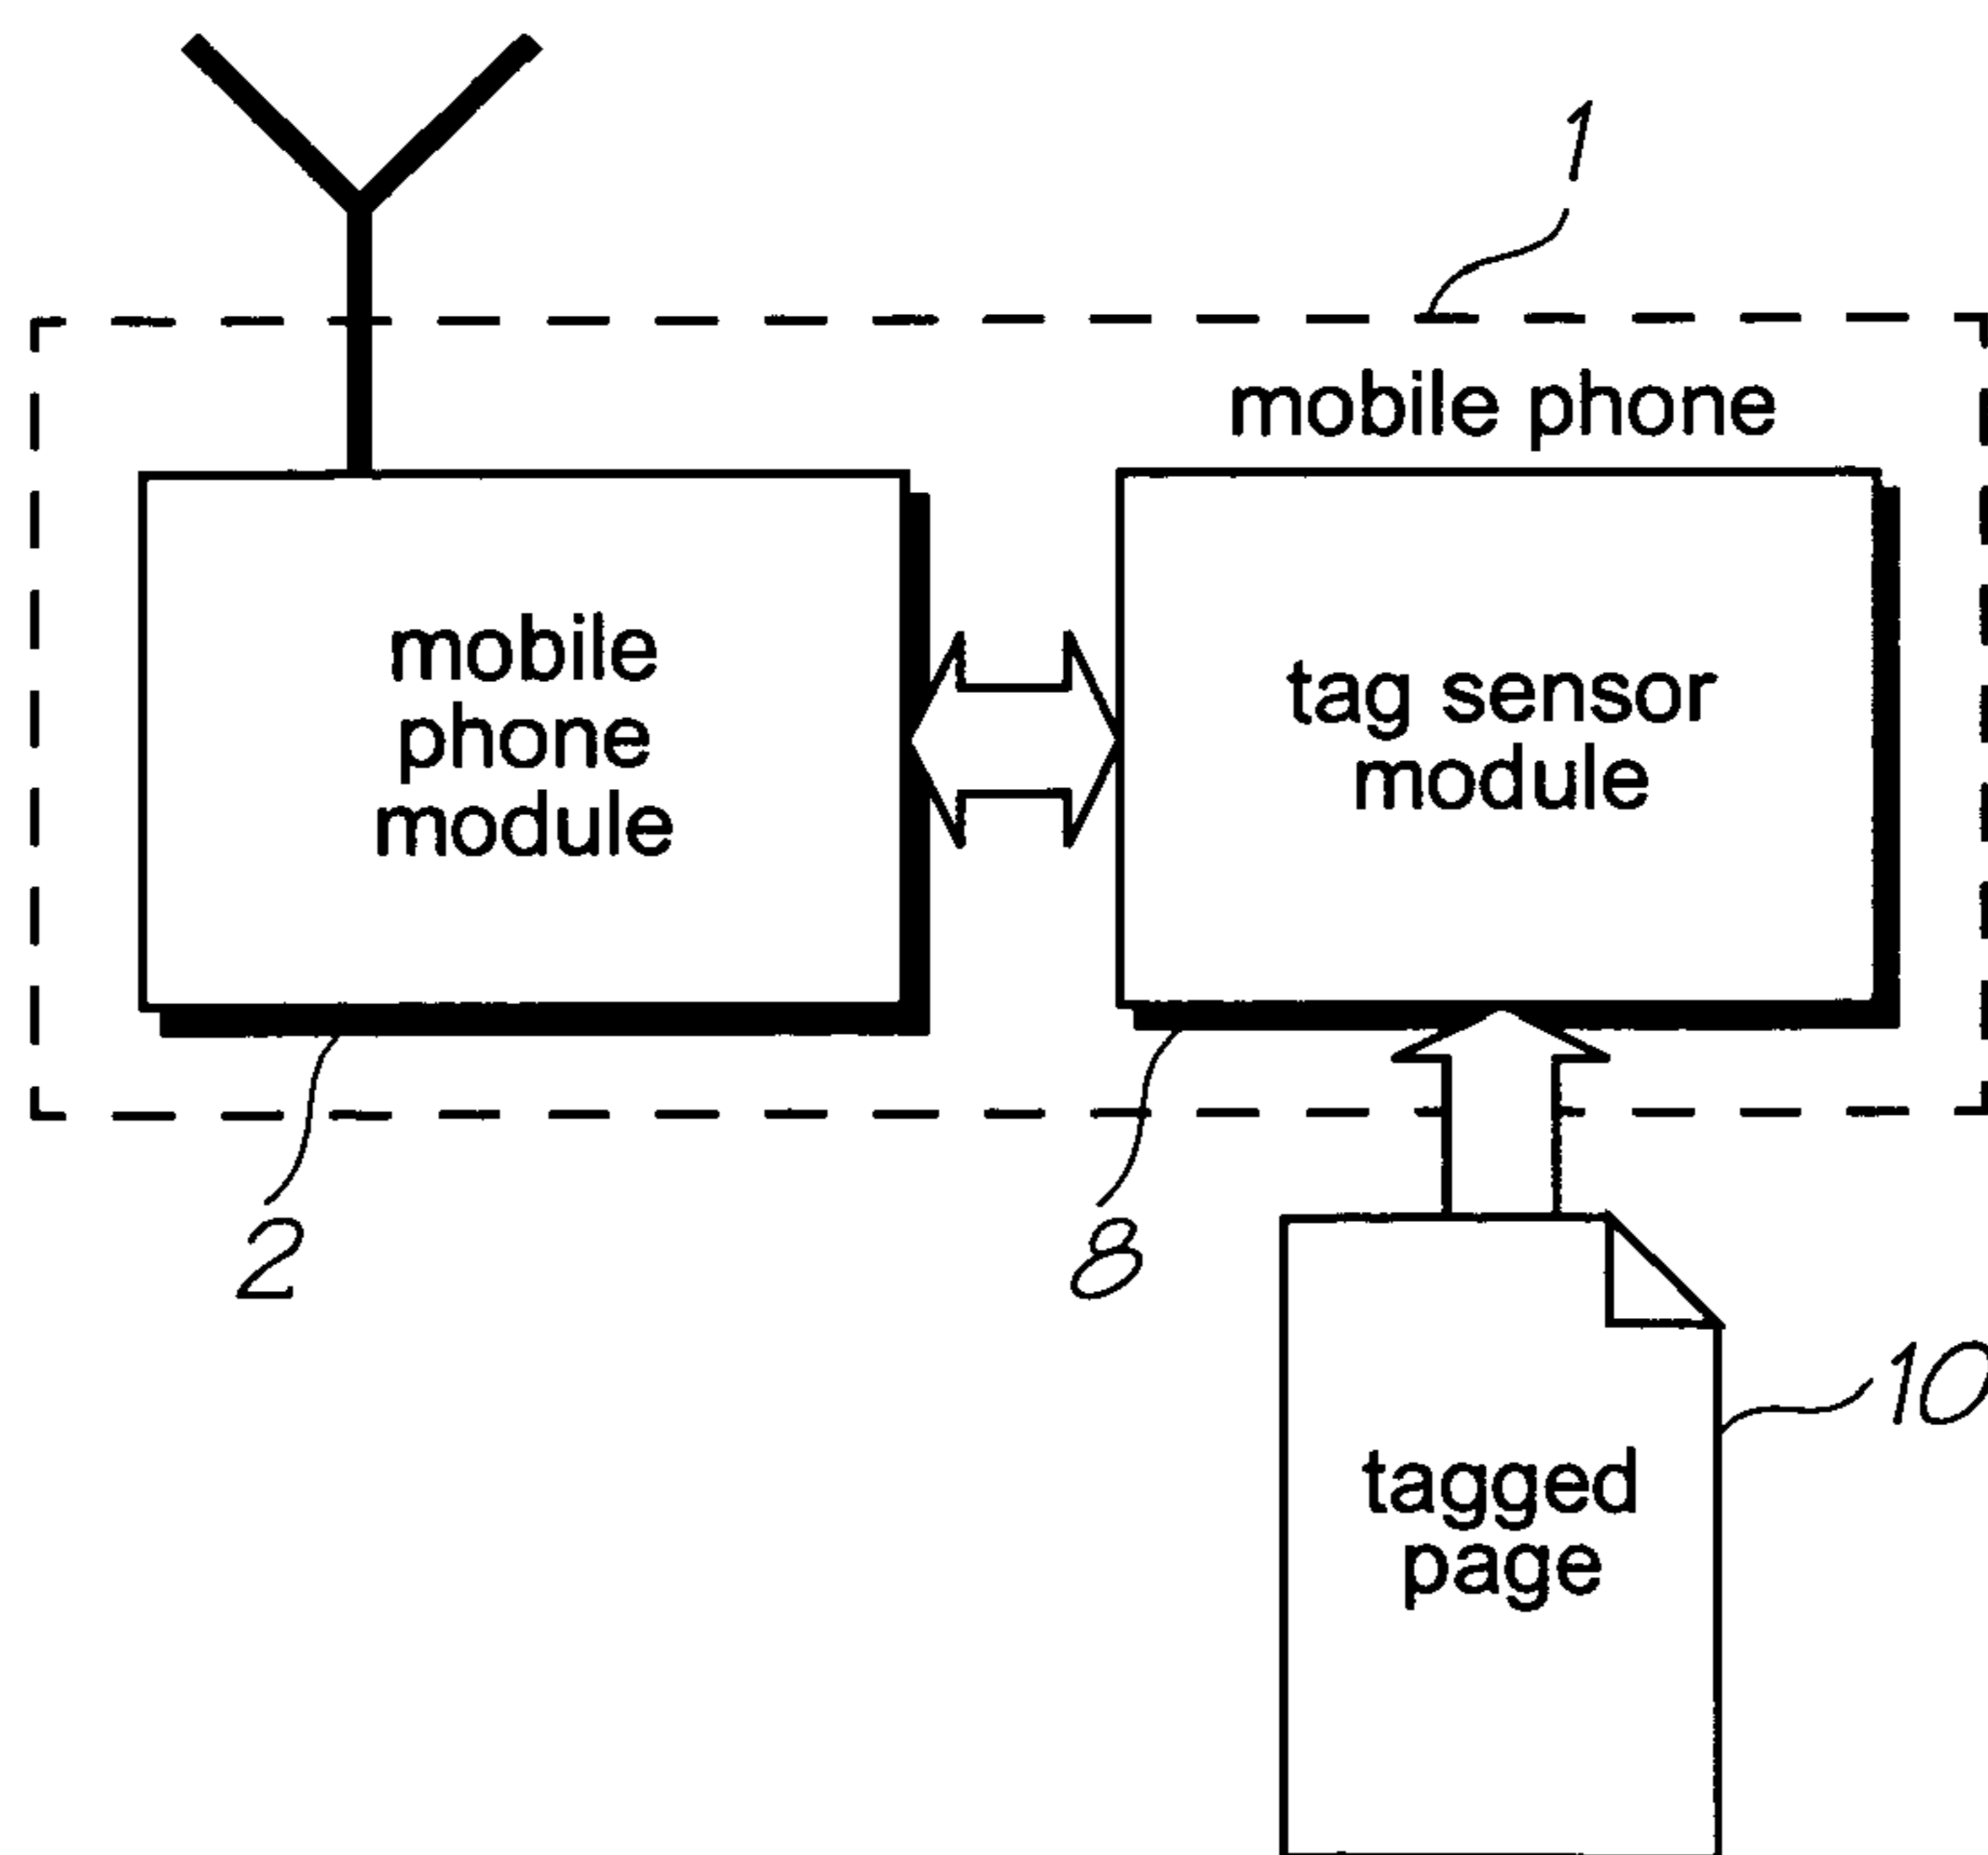 1
mobile phone
mobile
phone
module
tag sensor
module
2
8
10
tagged
page